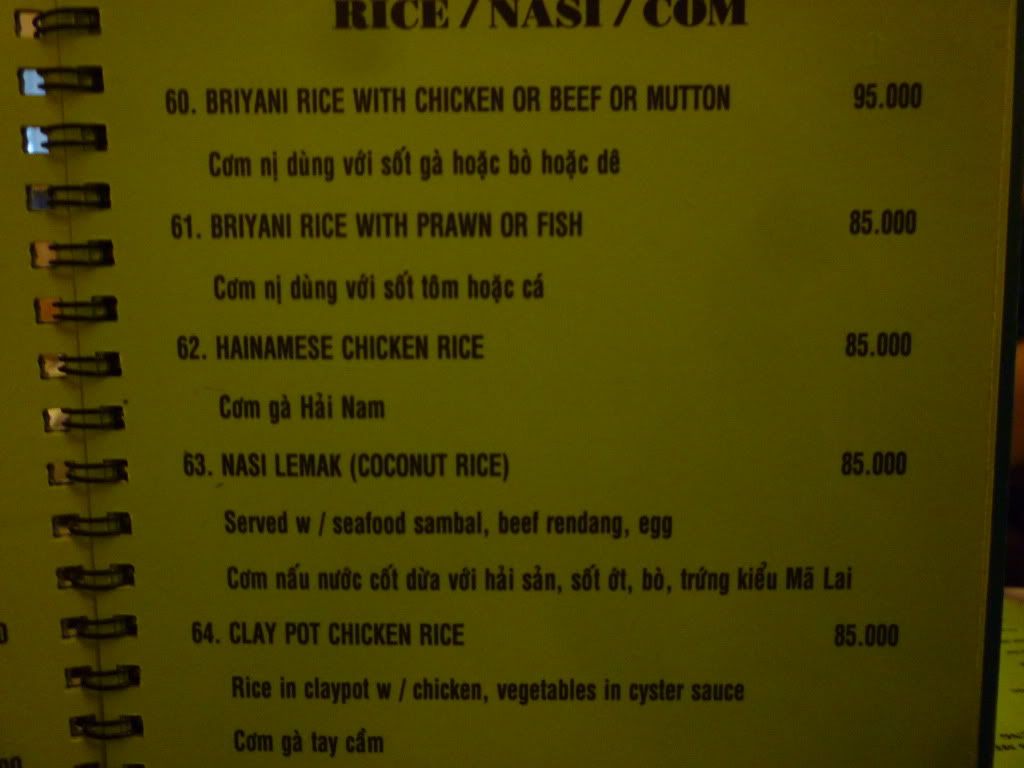 RICE / NASI / COM
60. BRIYANI RICE WITH CHICKEN OR BEEF OR MUTTON 95.000
Cơm nị dùng với sốt gà hoặc bò hoặc dê
61. BRIYANI RICE WITH PRAWN OR FISH 85.000
Cơm nị dùng với sốt tôm hoặc cá
62. HAINAMESE CHICKEN RICE 85.000
Cơm gà Hải Nam
63. NASI LEMAK (COCONUT RICE) 85.000
Served w / seafood sambal, beef rendang, egg
Cơm nấu nước cốt dừa với hải sản, sốt ớt, bò, trứng kiểu Mã Lai
64. CLAY POT CHICKEN RICE 85.000
Rice in claypot w / chicken, vegetables in cyster sauce
Cơm gà tay cầm